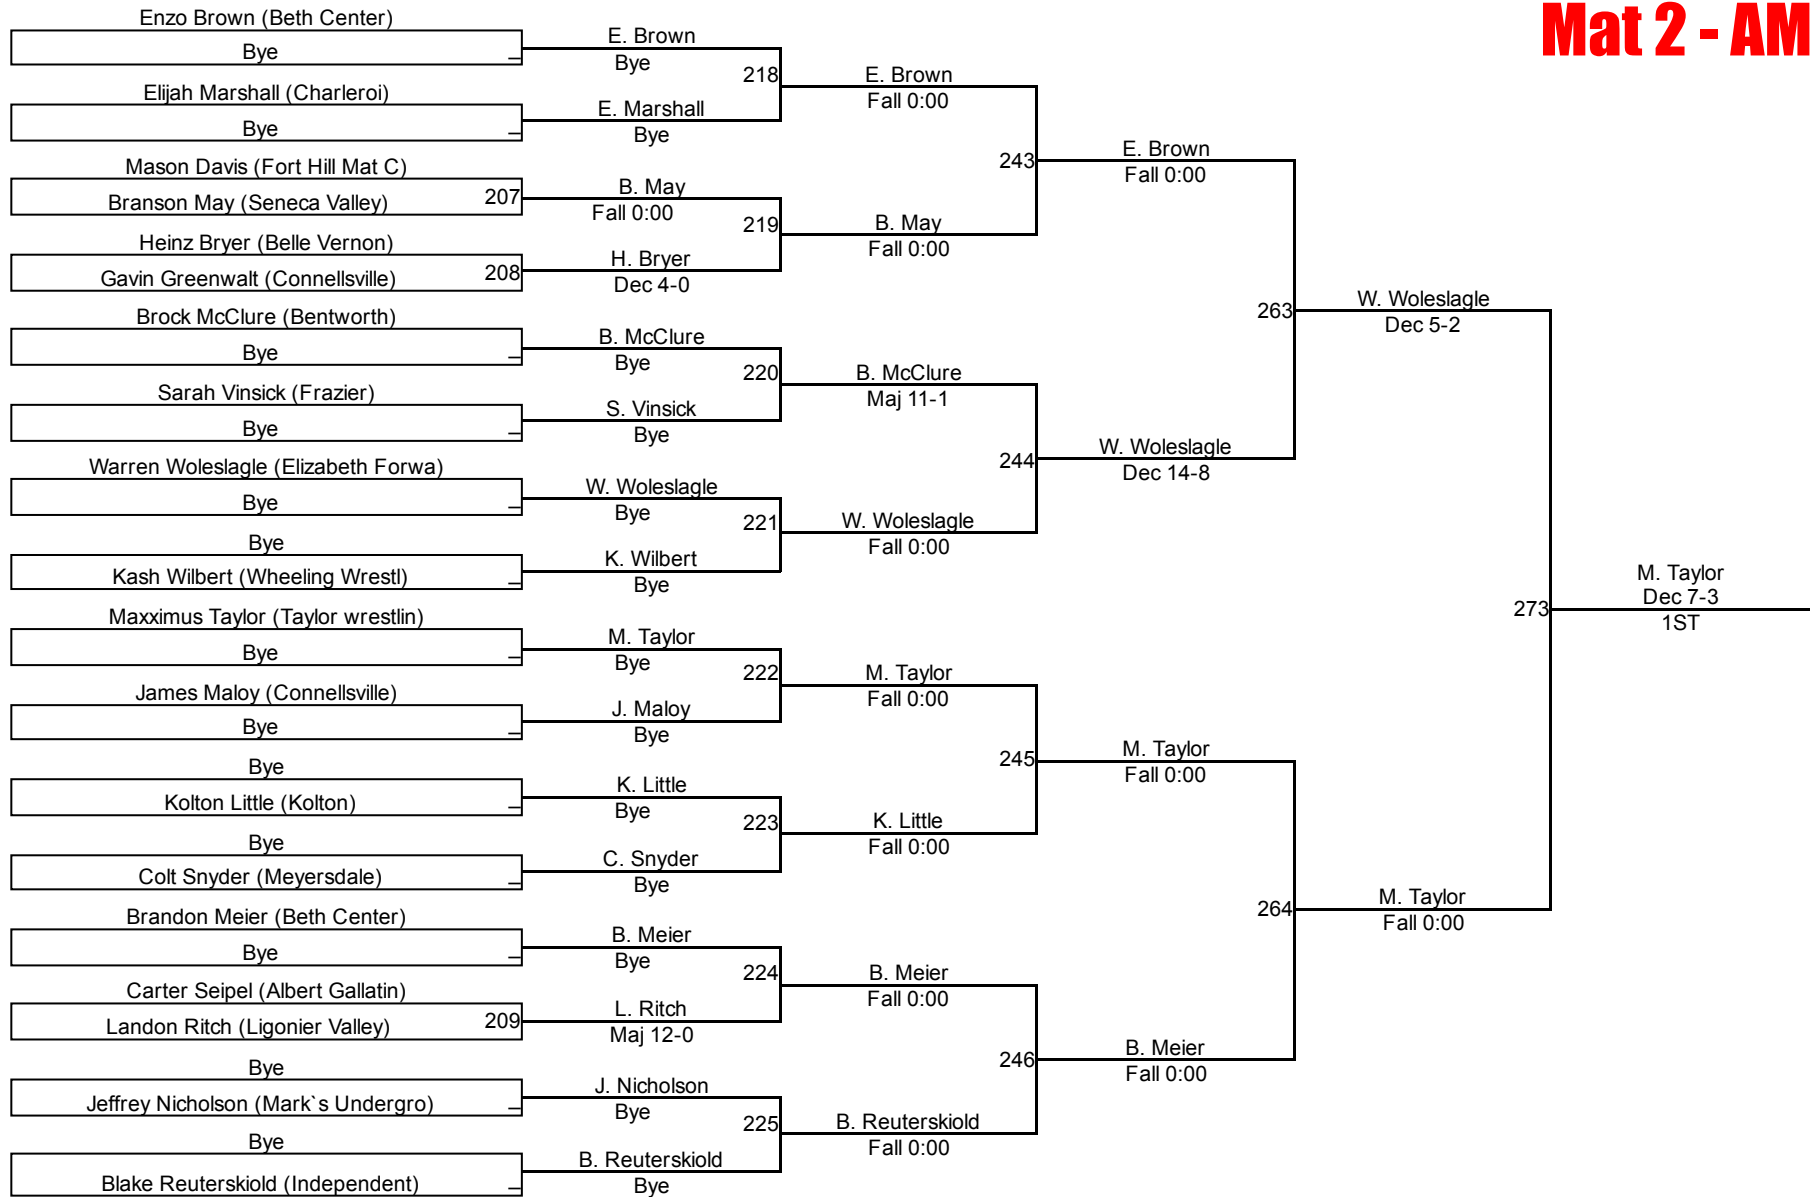 Mat 2 - AM
Enzo Brown (Beth Center)
Bye _
Elijah Marshall (Charleroi)
Bye _
Mason Davis (Fort Hill Mat C)
Branson May (Seneca Valley) 207
Heinz Bryer (Belle Vernon)
Gavin Greenwalt (Connellsville) 208
Brock McClure (Bentworth)
Bye _
Sarah Vinsick (Frazier)
Bye _
Warren Woleslagle (Elizabeth Forwa)
Bye _
Bye
Kash Wilbert (Wheeling Wrestl) _
Maxximus Taylor (Taylor wrestlin)
Bye _
James Maloy (Connellsville)
Bye _
Bye
Kolton Little (Kolton) _
Bye
Colt Snyder (Meyersdale) _
Brandon Meier (Beth Center)
Bye _
Carter Seipel (Albert Gallatin)
Landon Ritch (Ligonier Valley) 209
Bye
Jeffrey Nicholson (Mark`s Undergro) _
Bye
Blake Reuterskiold (Independent) _
E. Brown
Bye
218
E. Marshall
Bye
B. May
Fall 0:00
219
H. Bryer
Dec 4-0
B. McClure
Bye
220
S. Vinsick
Bye
W. Woleslagle
Bye
221
K. Wilbert
Bye
M. Taylor
Bye
222
J. Maloy
Bye
K. Little
Bye
223
C. Snyder
Bye
B. Meier
Bye
224
L. Ritch
Maj 12-0
J. Nicholson
Bye
225
B. Reuterskiold
Bye
E. Brown
Fall 0:00
243
B. May
Fall 0:00
B. McClure
Maj 11-1
244
W. Woleslagle
Fall 0:00
M. Taylor
Fall 0:00
245
K. Little
Fall 0:00
B. Meier
Fall 0:00
246
B. Reuterskiold
Fall 0:00
E. Brown
Fall 0:00
263
W. Woleslagle
Dec 14-8
M. Taylor
Fall 0:00
264
B. Meier
Fall 0:00
W. Woleslagle
Dec 5-2
273
M. Taylor
Fall 0:00
M. Taylor
Dec 7-3
1ST